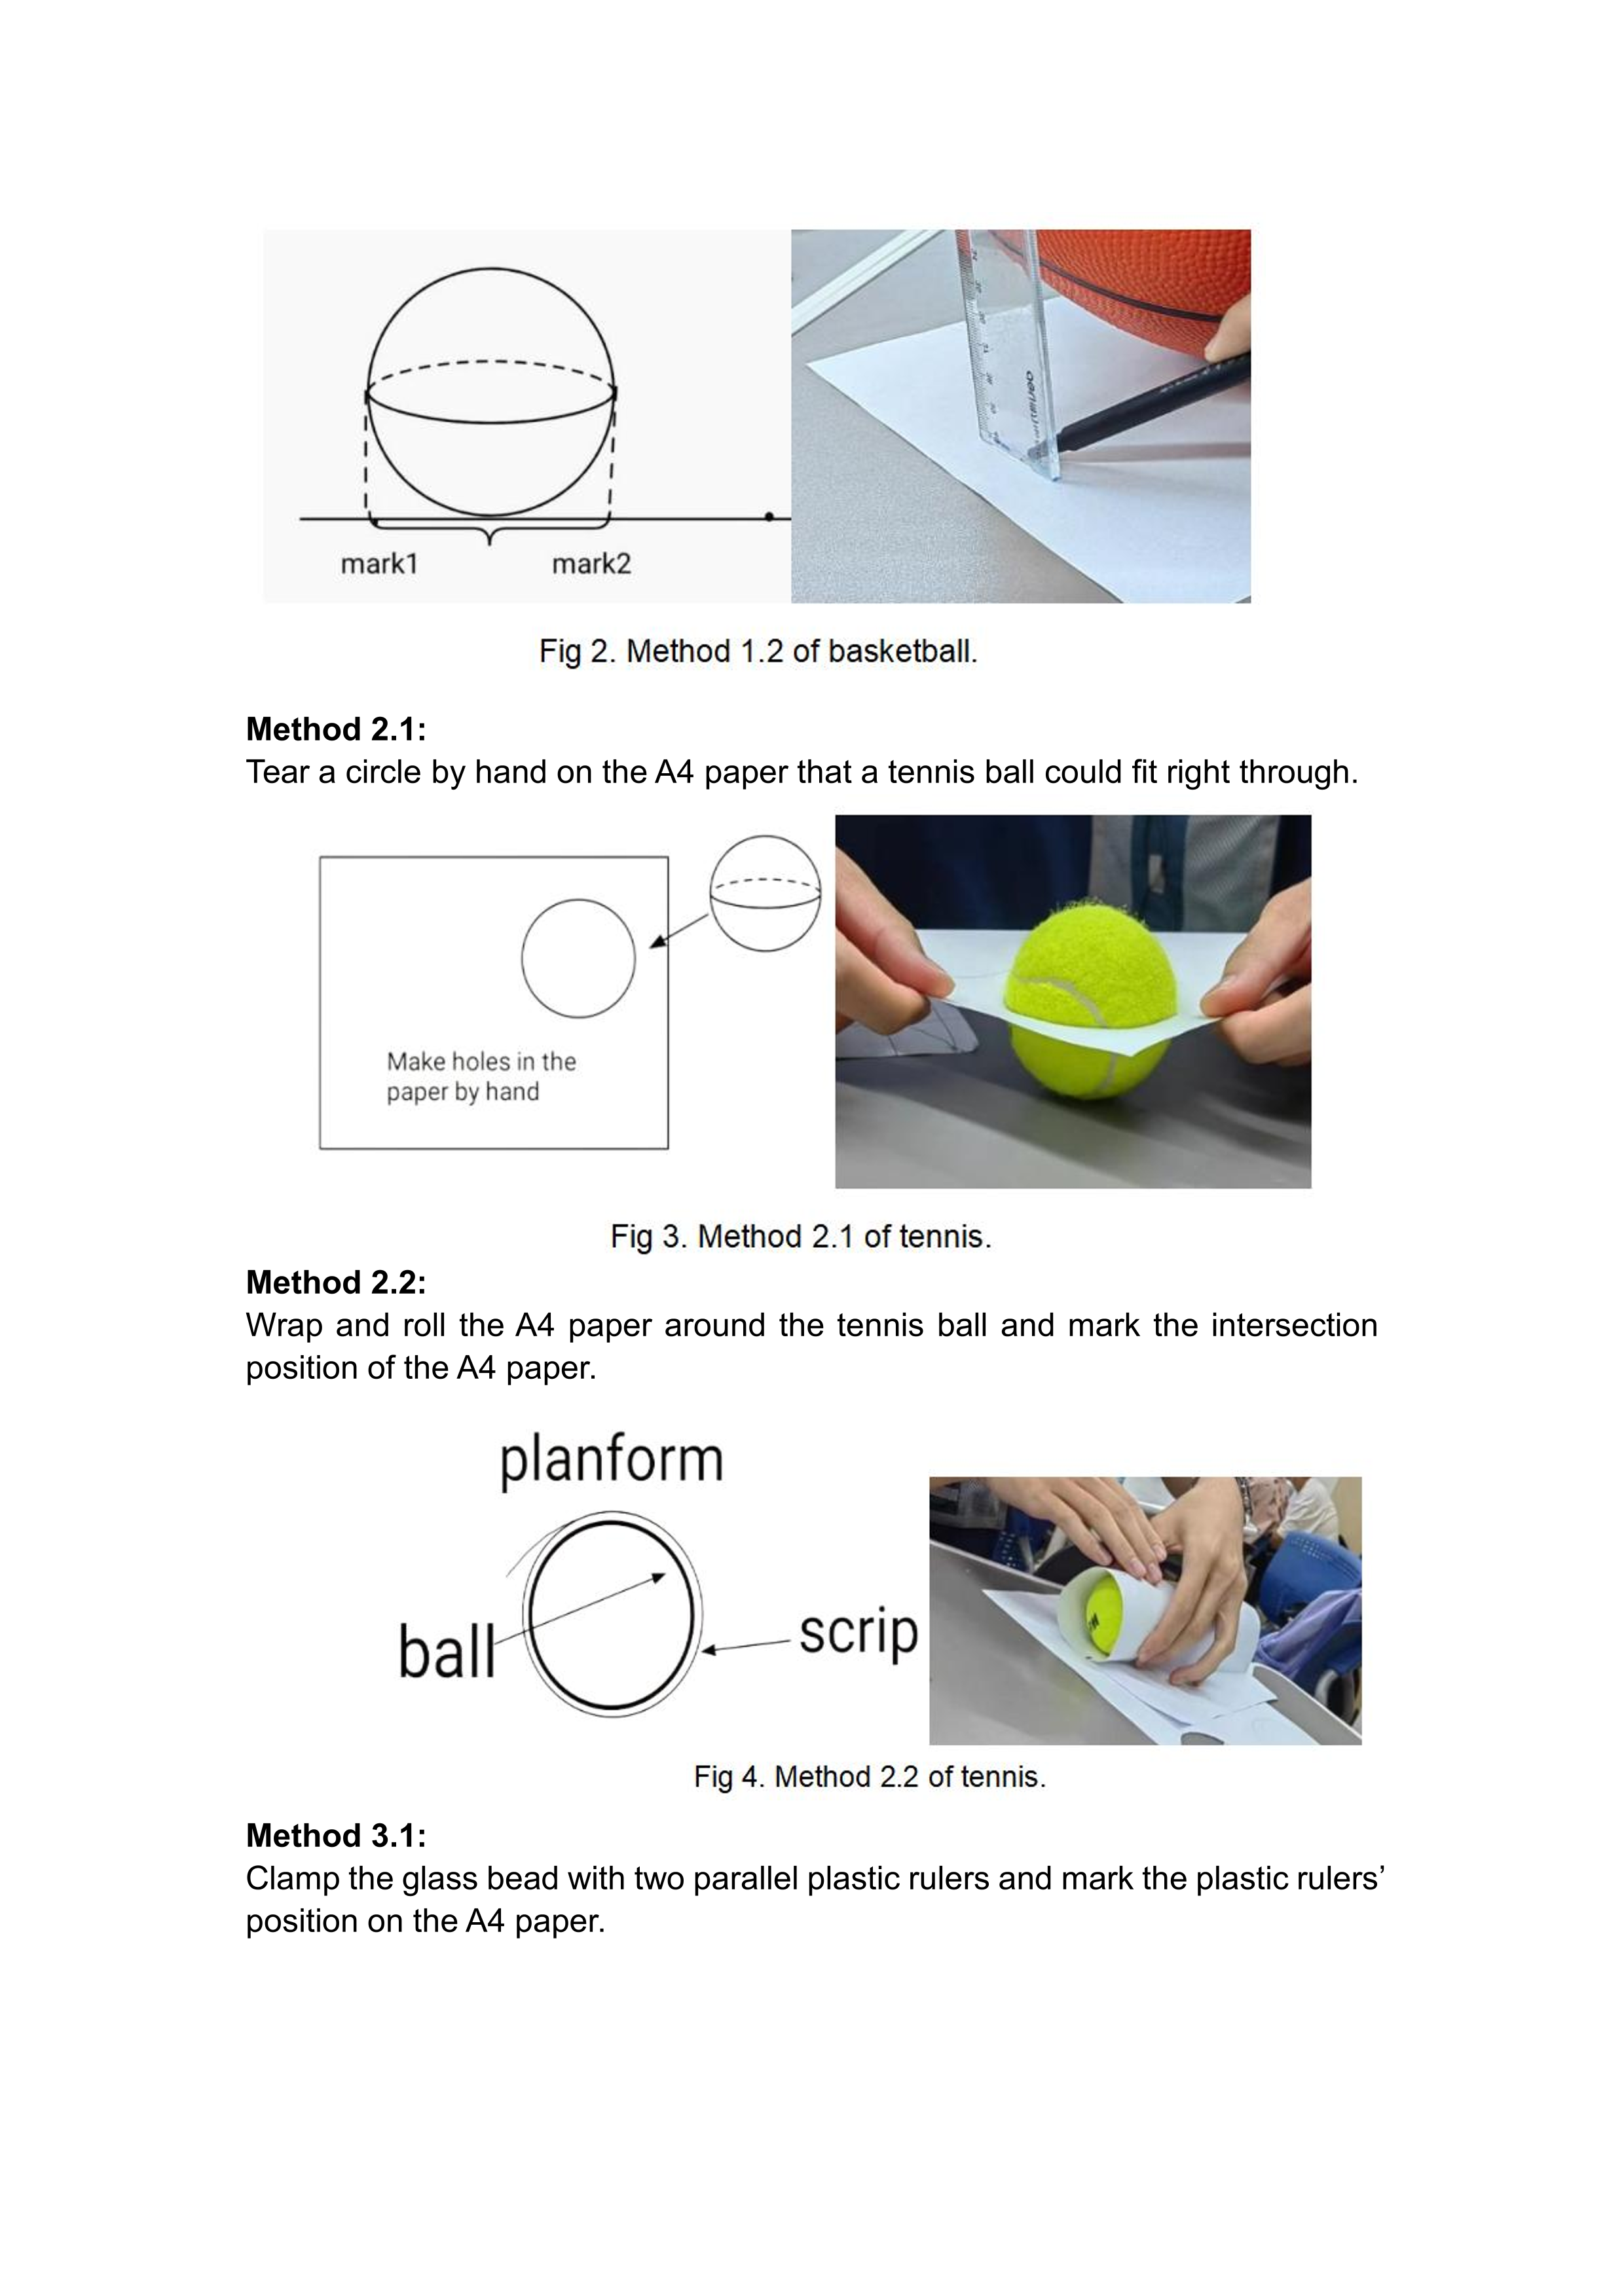 mark1
mark2
Fig 2. Method 1.2 of basketball.
Method 2.1:
Tear a circle by hand on the A4 paper that a tennis ball could fit right through.
Make holes in the
paper by hand
Fig 3. Method 2.1 of tennis.
Method 2.2:
Wrap and roll the A4 paper around the tennis ball and mark the intersection
position of the A4 paper.
planform
ball
scrip
Fig 4. Method 2.2 of tennis.
Method 3.1:
Clamp the glass bead with two parallel plastic rulers and mark the plastic rulers’
position on the A4 paper.